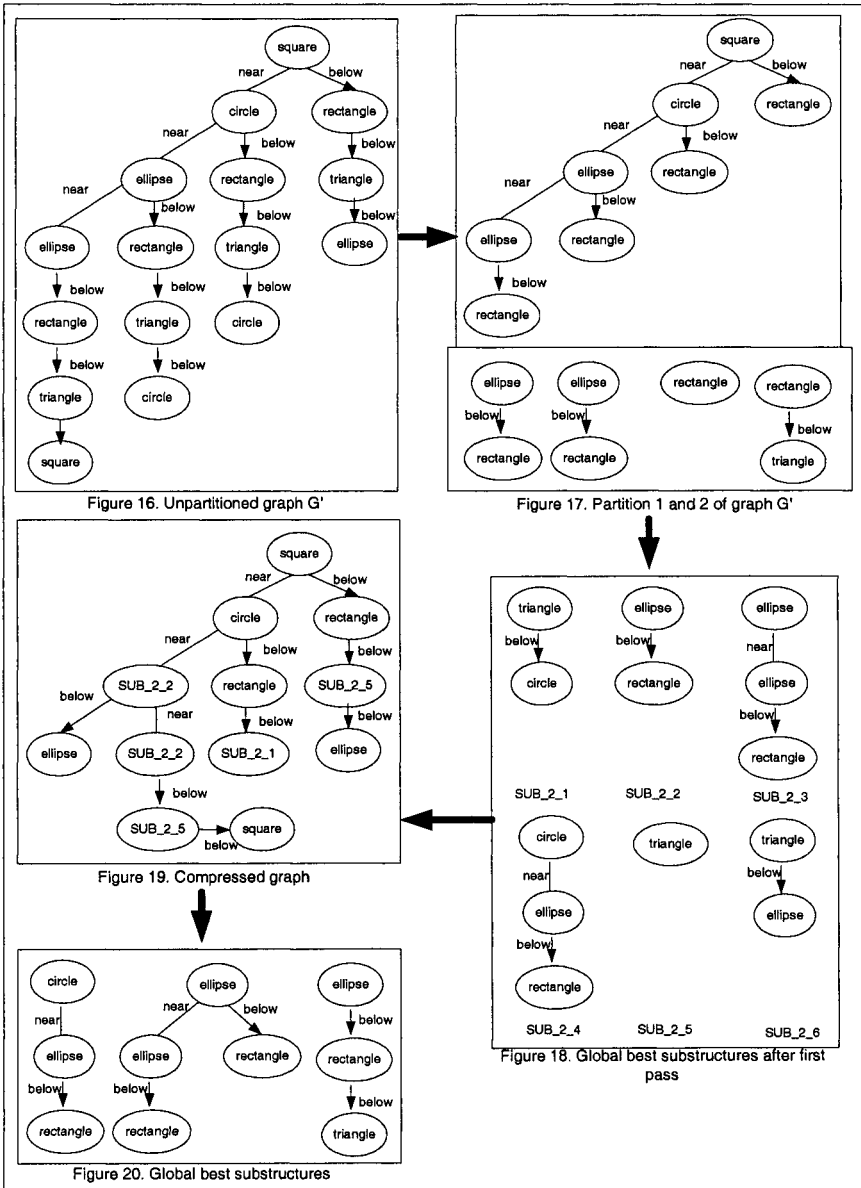 square
near
below
circle
rectangle
near
below
below
ellipse
rectangle
triangle
near
below
below
below
ellipse
rectangle
triangle
ellipse
below
below
below
rectangle
triangle
circle
below
below
triangle
circle
square
Figure 16. Unpartitioned graph G'
square
near
below
circle
rectangle
near
below
ellipse
rectangle
near
below
ellipse
rectangle
below
rectangle
ellipse
ellipse
rectangle
rectangle
below
below
below
rectangle
rectangle
triangle
Figure 17. Partition 1 and 2 of graph G'
square
near
below
circle
rectangle
near
below
below
SUB_2_2
rectangle
SUB_2_5
below
near
below
below
ellipse
SUB_2_2
SUB_2_1
ellipse
below
SUB_2_5
below
square
Figure 19. Compressed graph
triangle
ellipse
ellipse
below
below
near
circle
rectangle
ellipse
below
rectangle
SUB_2_1
SUB_2_2
SUB_2_3
circle
triangle
triangle
near
below
ellipse
ellipse
below
rectangle
SUB_2_4
SUB_2_5
SUB_2_6
Figure 18. Global best substructures after first
pass
circle
ellipse
ellipse
near
near
below
below
ellipse
ellipse
rectangle
rectangle
below
below
below
rectangle
rectangle
triangle
Figure 20. Global best substructures